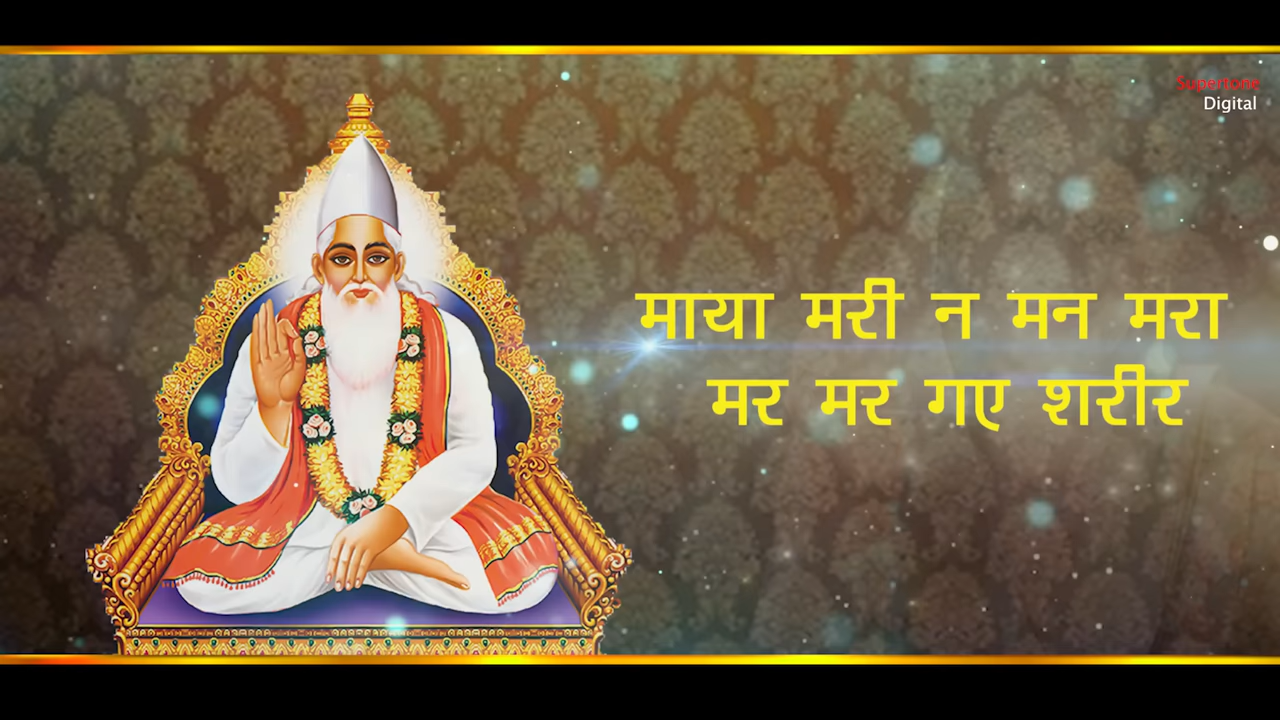 Supertone
Digital
माया मरी न मन मरा
मर मर गए शरीर